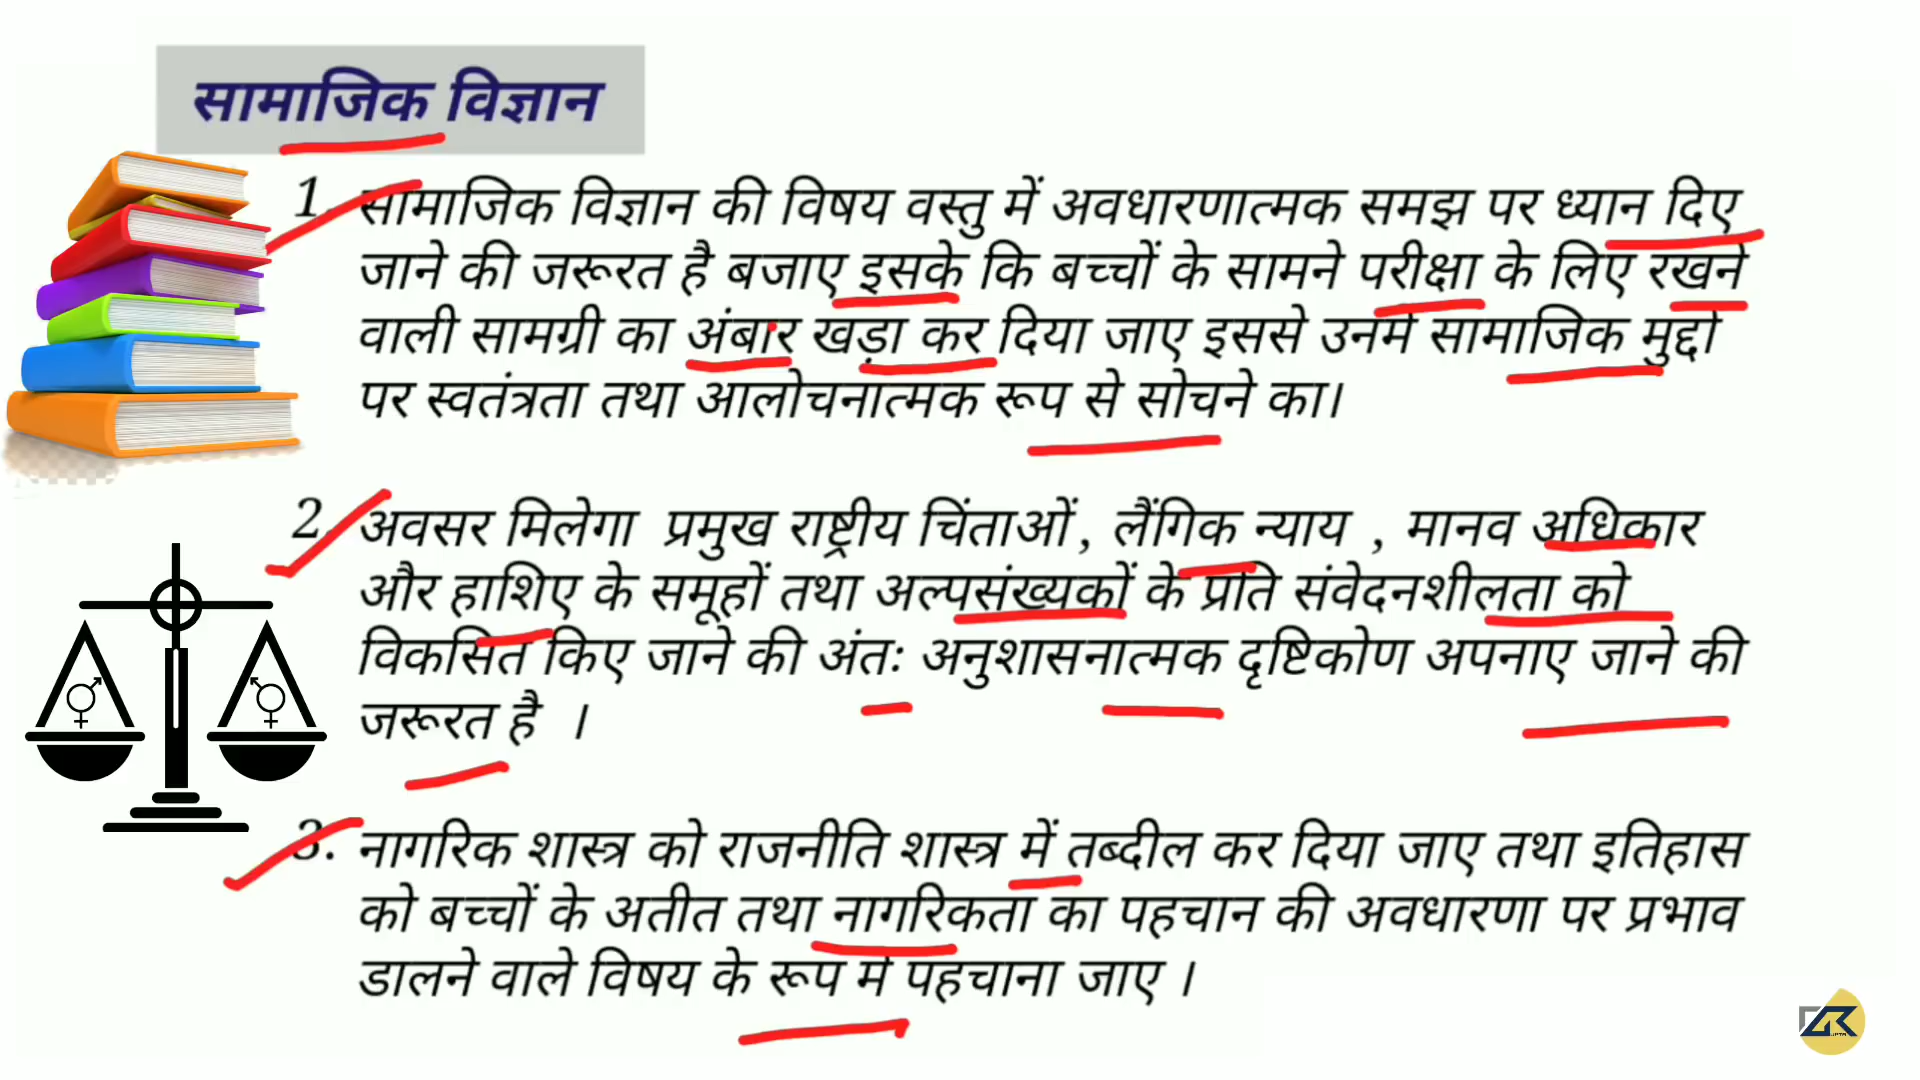 सामाजिक विज्ञान
1. सामाजिक विज्ञान की विषय वस्तु में अवधारणात्मक समझ पर ध्यान दिए
जाने की जरूरत है बजाए इसके कि बच्चों के सामने परीक्षा के लिए रखने
वाली सामग्री का अंबार खड़ा कर दिया जाए इससे उनमें सामाजिक मुद्दों
पर स्वतंत्रता तथा आलोचनात्मक रूप से सोचने का।
2. अवसर मिलेगा प्रमुख राष्ट्रीय चिंताओं , लैंगिक न्याय , मानव अधिकार
और हाशिए के समूहों तथा अल्पसंख्यकों के प्रति संवेदनशीलता को
विकसित किए जाने की अंतः अनुशासनात्मक दृष्टिकोण अपनाए जाने की
जरूरत है ।
3. नागरिक शास्त्र को राजनीति शास्त्र में तब्दील कर दिया जाए तथा इतिहास
को बच्चों के अतीत तथा नागरिकता का पहचान की अवधारणा पर प्रभाव
डालने वाले विषय के रूप में पहचाना जाए ।